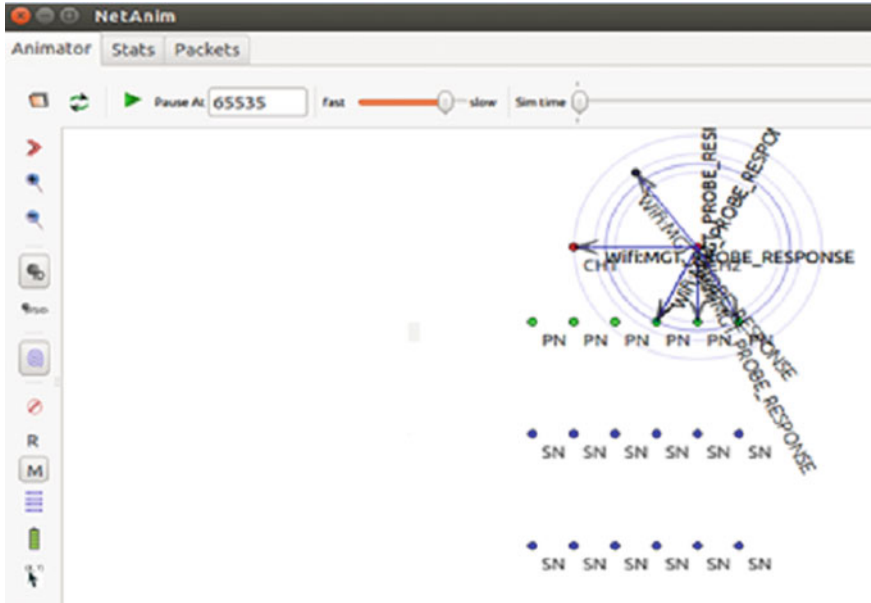 NetAnim
Animator Stats Packets
Pause At 65535 fast slow Sim time
R
M
Wifi:MGT_PROBE_RESPONSE
CH1 CH2
PN PN PN PN PN PN
SN SN SN SN SN SN
SN SN SN SN SN SN